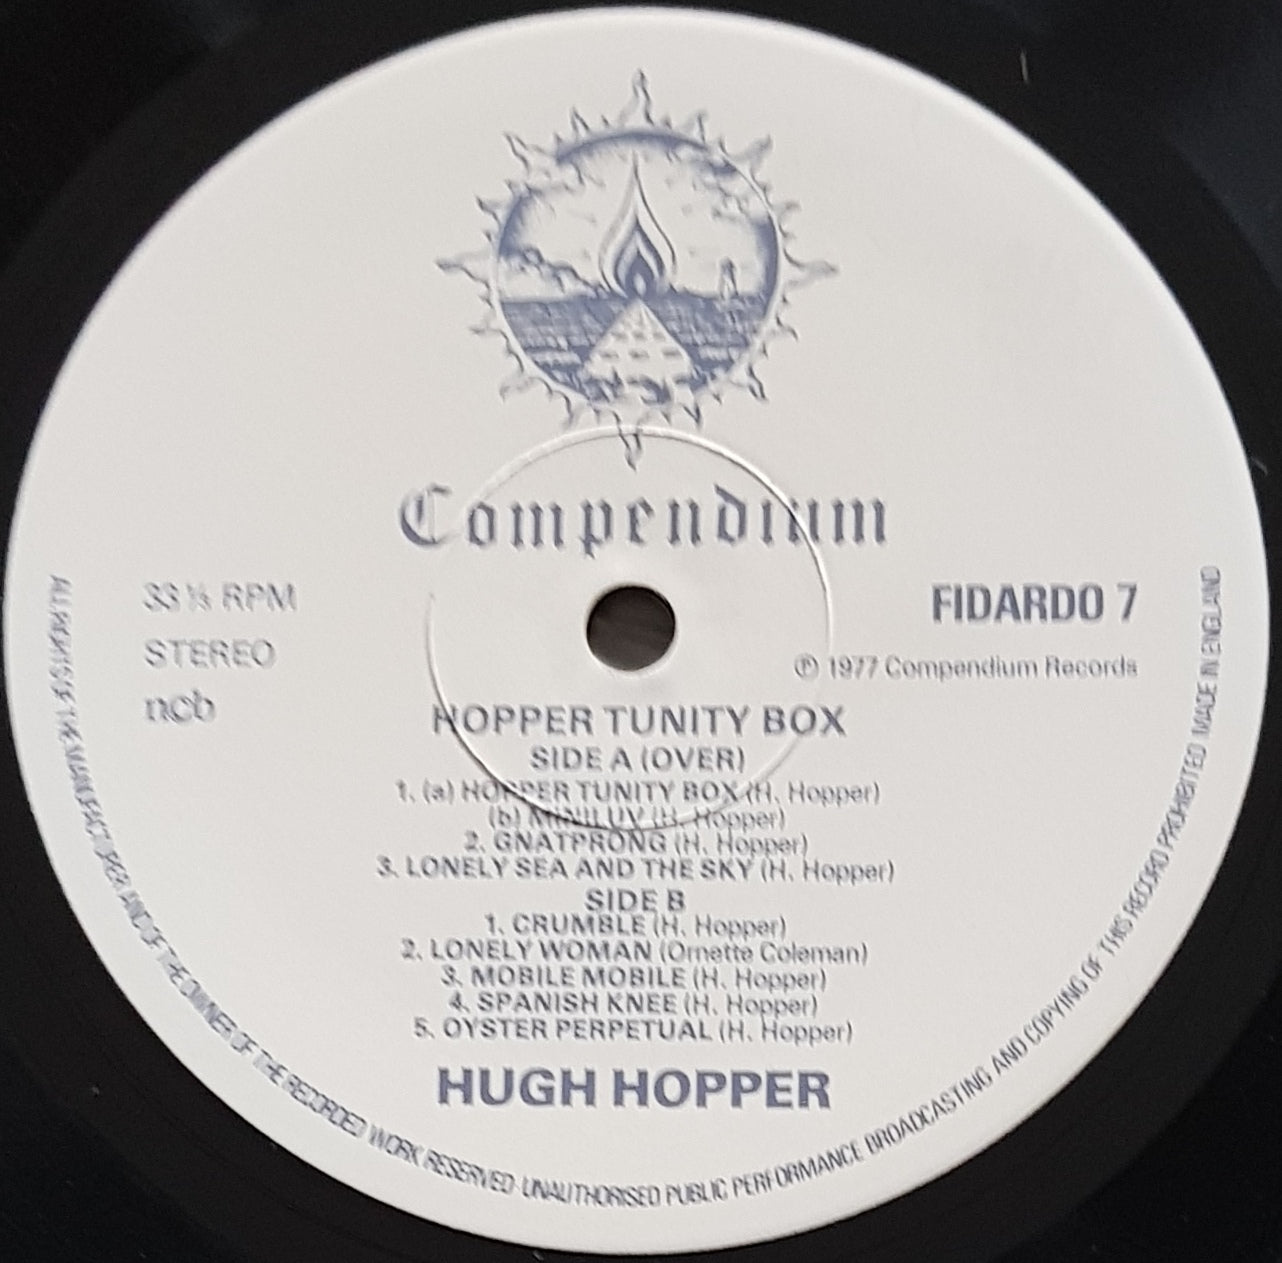 Compendium
33 ⅓ RPM
STEREO
ncb
FIDARDO 7
℗ 1977 Compendium Records
HOPPER TUNITY BOX
SIDE A (OVER)
1. (a) HOPPER TUNITY BOX (H. Hopper)
(b) MINILUV (H. Hopper)
2. GNATPRONG (H. Hopper)
3. LONELY SEA AND THE SKY (H. Hopper)
SIDE B
1. CRUMBLE (H. Hopper)
2. LONELY WOMAN (Ornette Coleman)
3. MOBILE MOBILE (H. Hopper)
4. SPANISH KNEE (H. Hopper)
5. OYSTER PERPETUAL (H. Hopper)
HUGH HOPPER
ALL RIGHTS OF THE MANUFACTURER AND OF THE OWNER OF THE RECORDED WORK RESERVED UNAUTHORISED PUBLIC PERFORMANCE BROADCASTING AND COPYING OF THIS RECORD PROHIBITED MADE IN ENGLAND